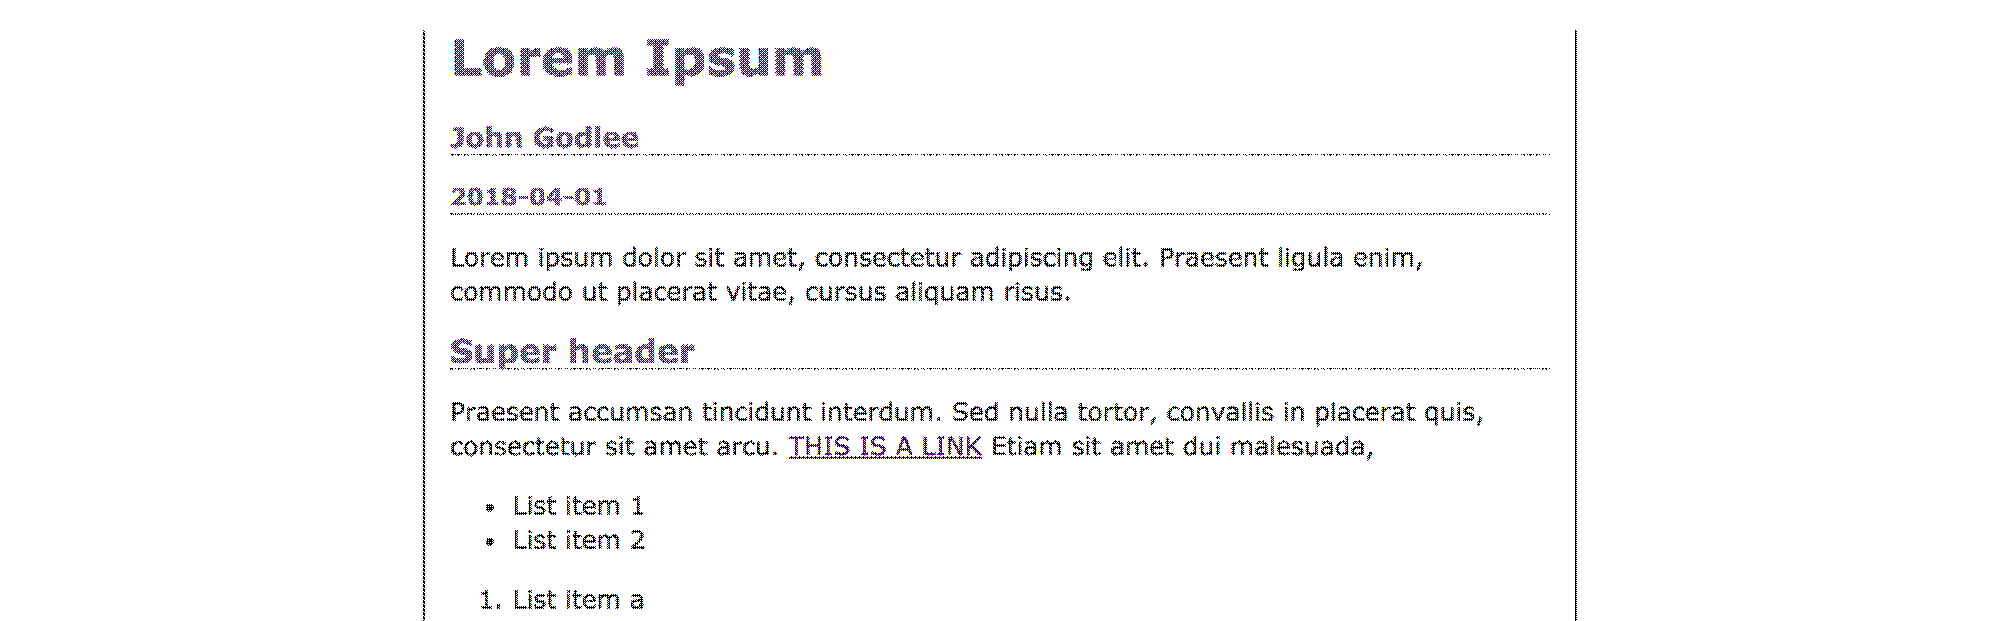 Lorem Ipsum
John Godlee
2018-04-01
Lorem ipsum dolor sit amet, consectetur adipiscing elit. Praesent ligula enim,
commodo ut placerat vitae, cursus aliquam risus.
Super header
Praesent accumsan tincidunt interdum. Sed nulla tortor, convallis in placerat quis,
consectetur sit amet arcu. THIS IS A LINK Etiam sit amet dui malesuada,
• List item 1
• List item 2
1. List item a